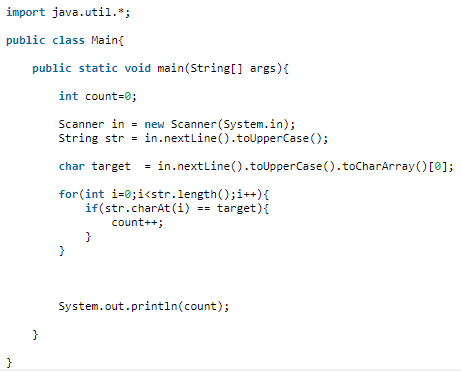 import java.util.*;
public class Main{
public static void main(String[] args){
int count=0;
Scanner in = new Scanner(System.in);
String str = in.nextLine().toUpperCase();
char target  = in.nextLine().toUpperCase().toCharArray()[0];
for(int i=0;i<str.length();i++){
if(str.charAt(i) == target){
count++;
}
}
System.out.println(count);
}
}